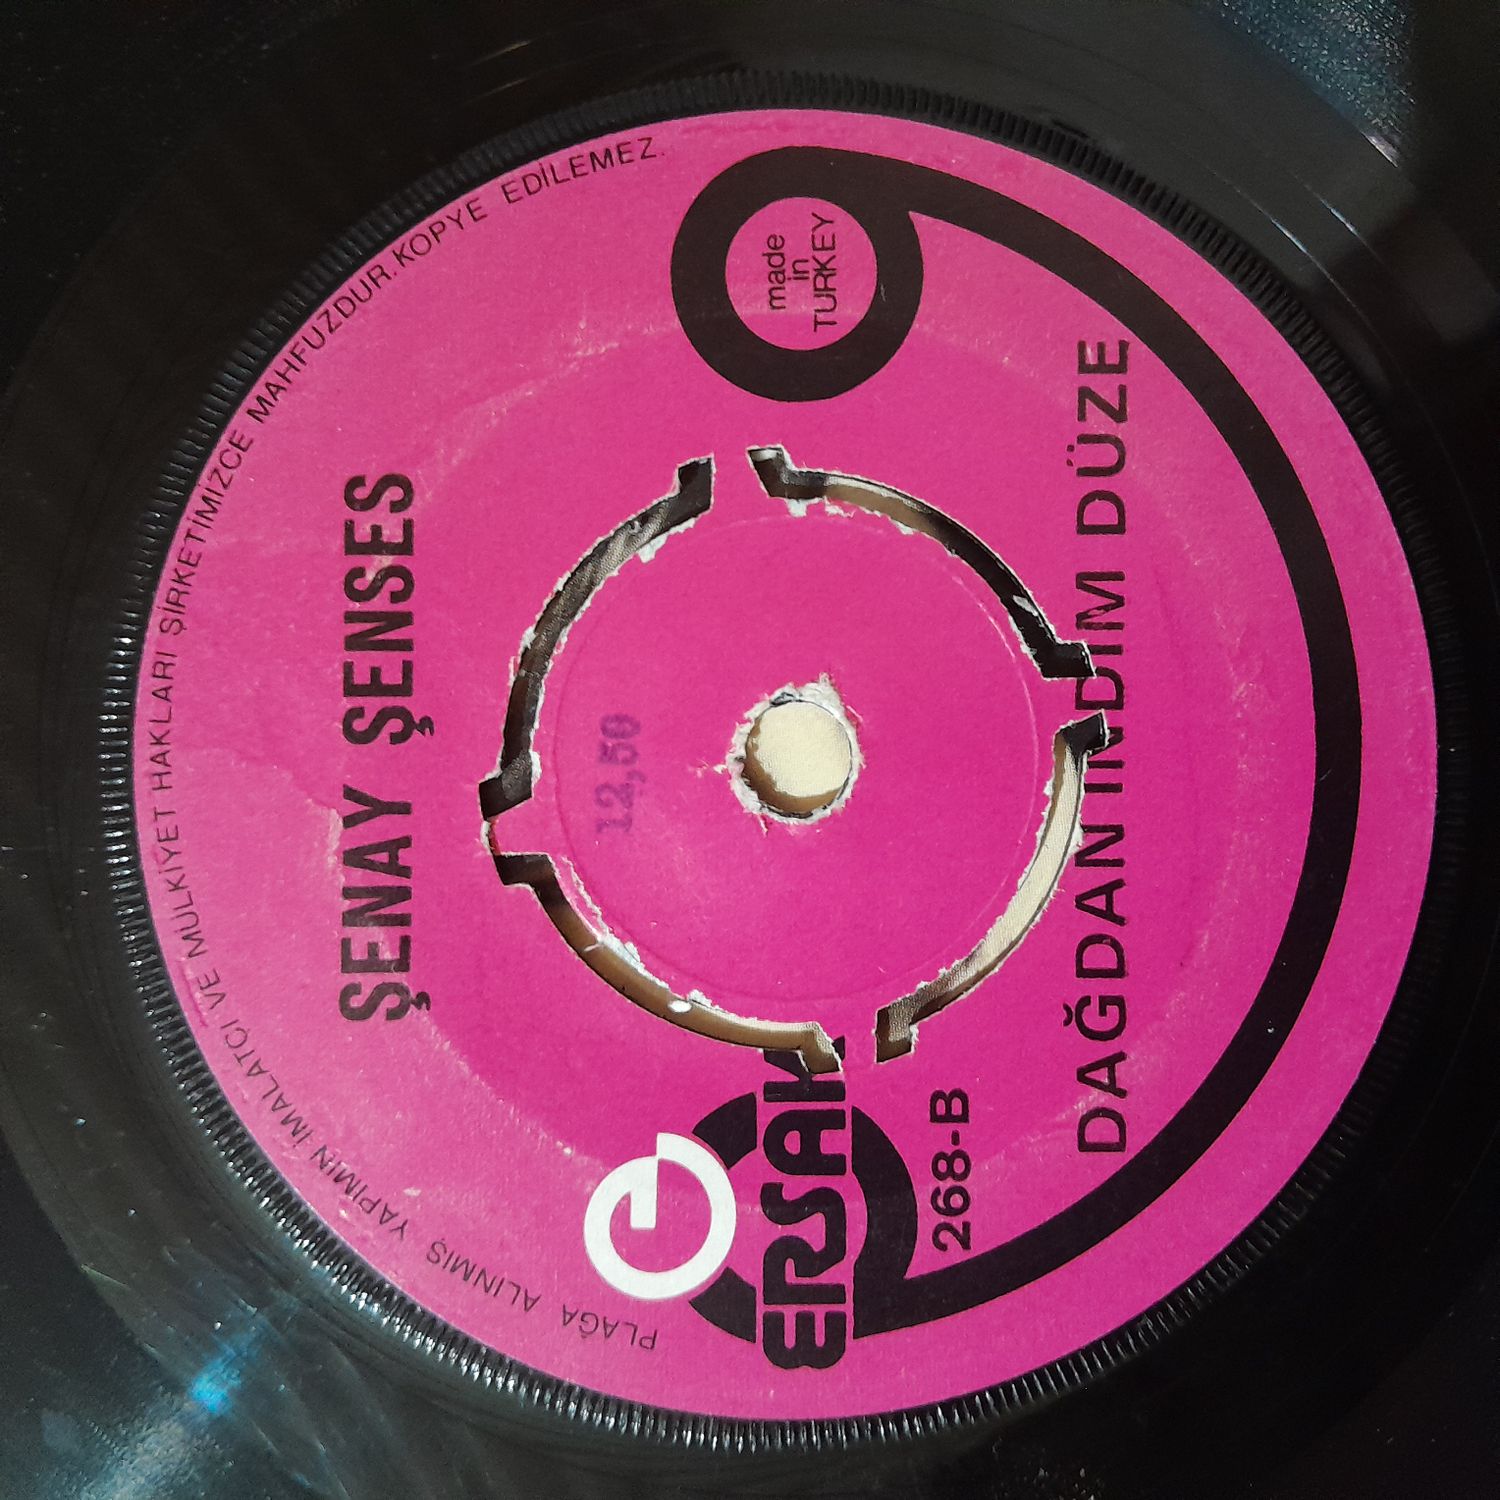 PLAĞA ALINMIŞ YAPIMIN İMALATÇI VE MÜLKİYET HAKLARI ŞİRKETİMİZCE MAHFUZDUR. KOPYE EDİLEMEZ.
ŞENAY ŞENSES
12,50
ERSAK
made
in
TURKEY
268-B
DAĞDAN İNDİM DÜZE